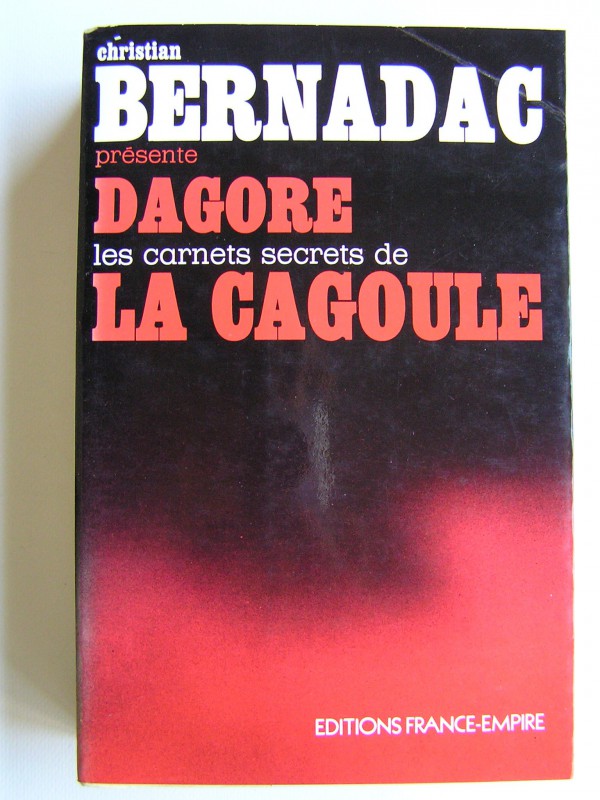 christian
BERNADAC
présente
DAGORE
les carnets secrets de
LA CAGOULE
EDITIONS FRANCE-EMPIRE